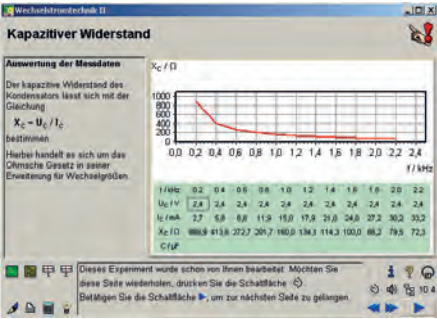 Wechselstromtechnik II
Kapazitiver Widerstand
Auswertung der Messdaten
Der kapazitive Widerstand des
Kondensators lässt sich mit der
Gleichung
X_C = U_C / I_C
bestimmen.
Hierbei handelt es sich um das
Ohmsche Gesetz in seiner
Erweiterung für Wechselgrößen.
X_C / Ω
1000
800
600
400
200
0
0,0 0,2 0,4 0,6 0,8 1,0 1,2 1,4 1,6 1,8 2,0 2,2 2,4
f / kHz
f / kHz 0.2 0.4 0.6 0.8 1.0 1.2 1.4 1.6 1.8 2.0 2.2
U_C / V 2,4 2,4 2,4 2,4 2,4 2,4 2,4 2,4 2,4 2,4 2,4
I_C / mA 2,7 5,8 8,8 11,9 15,0 17,9 21,0 24,0 27,2 30,2 33,2
X_C / Ω 888,9 413,8 272,7 201,7 160,0 134,1 114,3 100,0 88,2 79,5 72,3
C / µF
Dieses Experiment wurde schon von Ihnen bearbeitet. Möchten Sie
diese Seite wiederholen, drücken Sie die Schaltfläche
Betätigen Sie die Schaltfläche ▶, um zur nächsten Seite zu gelangen.
10.4